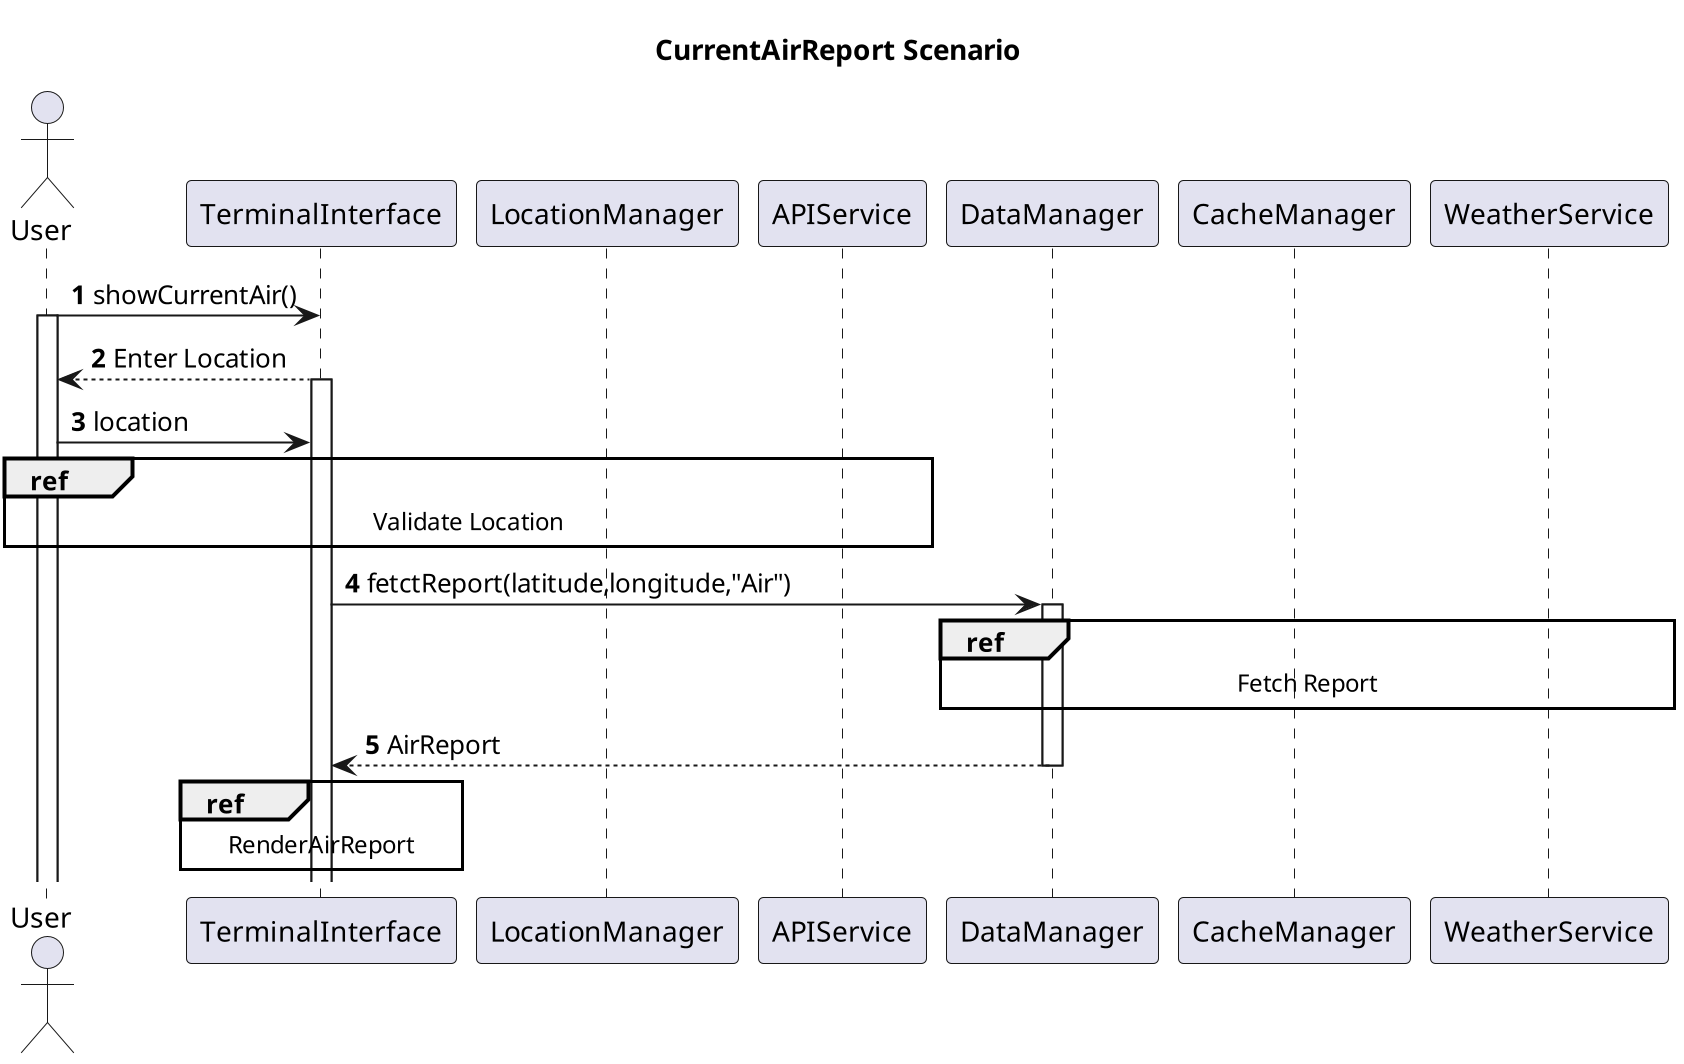 CurrentAirReport Scenario
User
TerminalInterface
LocationManager
APIService
DataManager
CacheManager
WeatherService
1 showCurrentAir()
2 Enter Location
3 location
ref
Validate Location
4 fetctReport(latitude,longitude,"Air")
ref
Fetch Report
5 AirReport
ref
RenderAirReport
User
TerminalInterface
LocationManager
APIService
DataManager
CacheManager
WeatherService